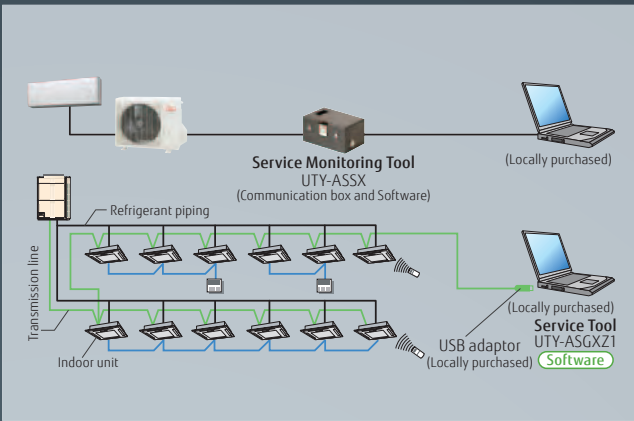 Service Monitoring Tool
UTY-ASSX
(Communication box and Software)
(Locally purchased)
Refrigerant piping
Transmission line
Indoor unit
(Locally purchased)
Service Tool
UTY-ASGXZ1
Software
USB adaptor
(Locally purchased)